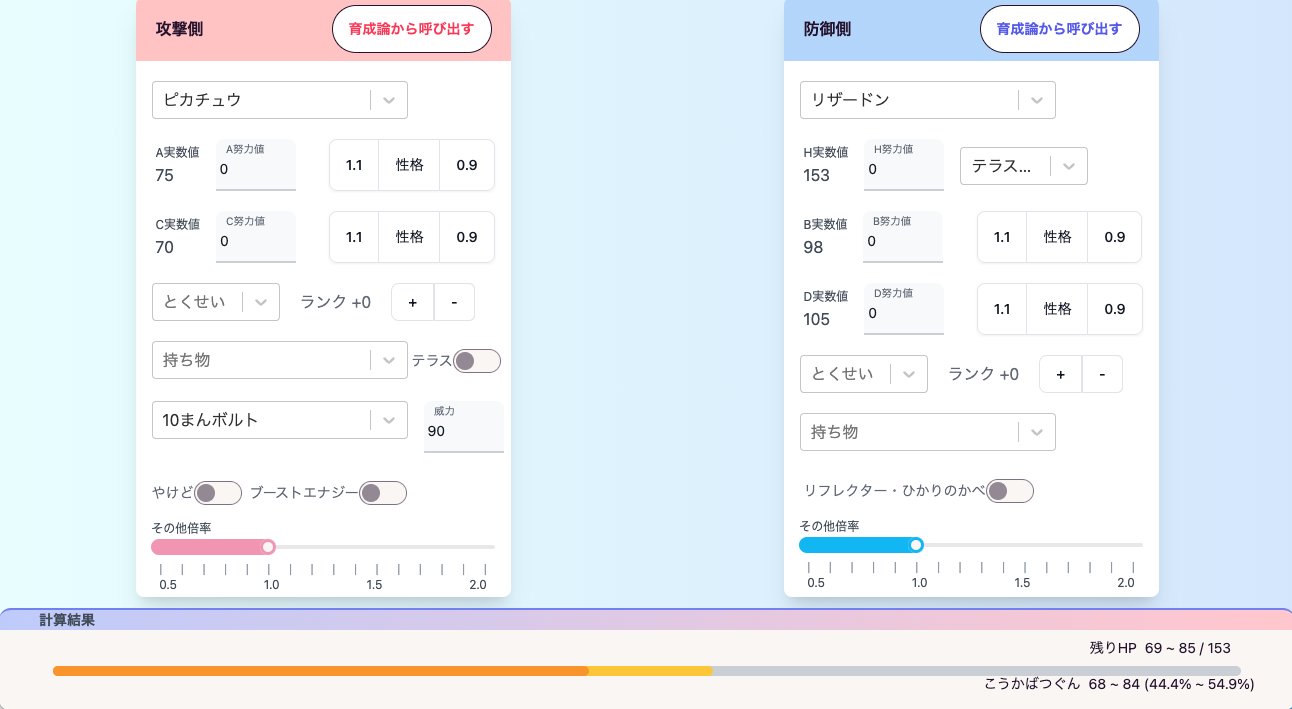 攻撃側
育成論から呼び出す
ピカチュウ
A実数値
75
A努力値
0
1.1 性格 0.9
C実数値
70
C努力値
0
1.1 性格 0.9
とくせい ランク +0 + -
持ち物 テラス
10まんボルト
威力
90
やけど ブーストエナジー
その他倍率
0.5 1.0 1.5 2.0
防御側
育成論から呼び出す
リザードン
H実数値
153
H努力値
0
テラス...
B実数値
98
B努力値
0
1.1 性格 0.9
D実数値
105
D努力値
0
1.1 性格 0.9
とくせい ランク +0 + -
持ち物
リフレクター・ひかりのかべ
その他倍率
0.5 1.0 1.5 2.0
計算結果
残りHP 69 ~ 85 / 153
こうかばつぐん 68 ~ 84 (44.4% ~ 54.9%)